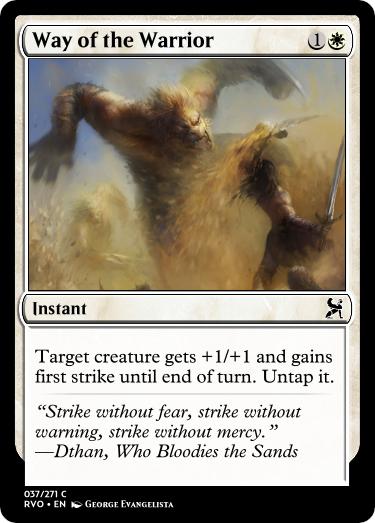 Way of the Warrior 1
Instant
Target creature gets +1/+1 and gains
first strike until end of turn. Untap it.
“Strike without fear, strike without
warning, strike without mercy.”
—Dthan, Who Bloodies the Sands
037/271 C
RVO • EN George Evangelista